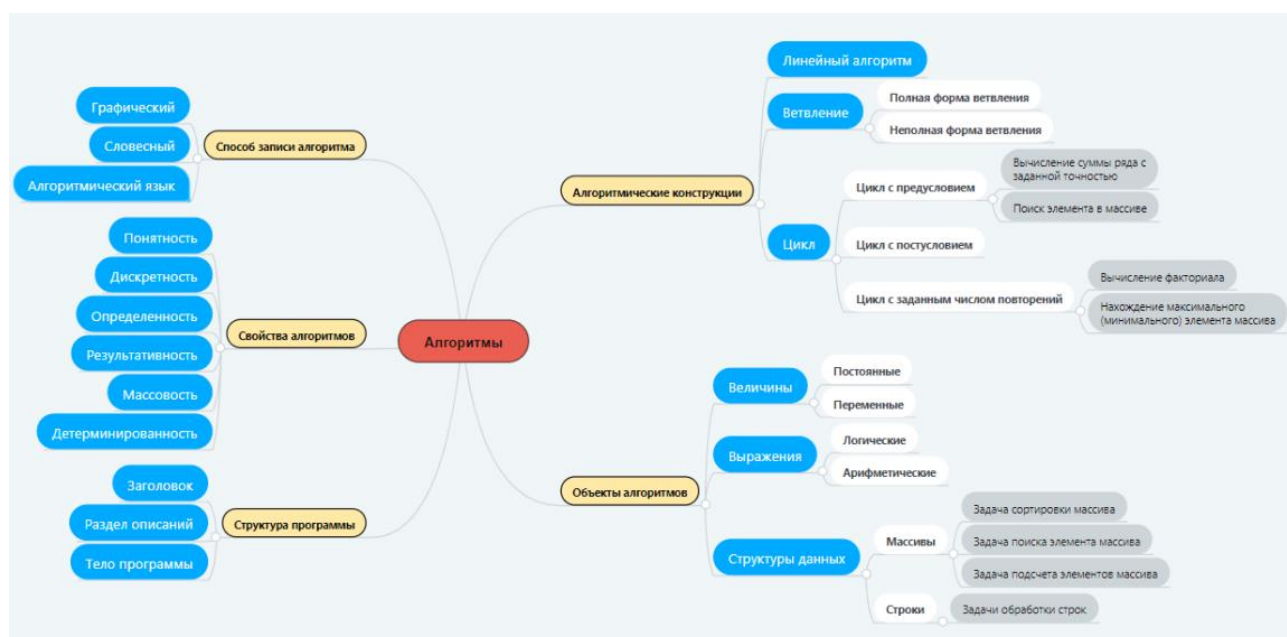 Алгоритмы
Способ записи алгоритма
Графический
Словесный
Алгоритмический язык
Свойства алгоритмов
Понятность
Дискретность
Определенность
Результативность
Массовость
Детерминированность
Структура программы
Заголовок
Раздел описаний
Тело программы
Алгоритмические конструкции
Линейный алгоритм
Ветвление
Полная форма ветвления
Неполная форма ветвления
Цикл
Цикл с предусловием
Вычисление суммы ряда с
заданной точностью
Поиск элемента в массиве
Цикл с постусловием
Цикл с заданным числом повторений
Вычисление факториала
Нахождение максимального
(минимального) элемента массива
Объекты алгоритмов
Величины
Постоянные
Переменные
Выражения
Логические
Арифметические
Структуры данных
Массивы
Задача сортировки массива
Задача поиска элемента массива
Задача подсчета элементов массива
Строки
Задачи обработки строк